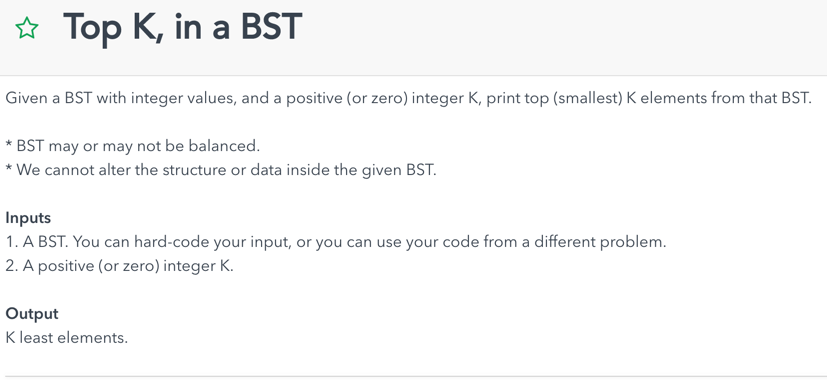 Top K, in a BST
Given a BST with integer values, and a positive (or zero) integer K, print top (smallest) K elements from that BST.
* BST may or may not be balanced.
* We cannot alter the structure or data inside the given BST.
Inputs
1. A BST. You can hard-code your input, or you can use your code from a different problem.
2. A positive (or zero) integer K.
Output
K least elements.